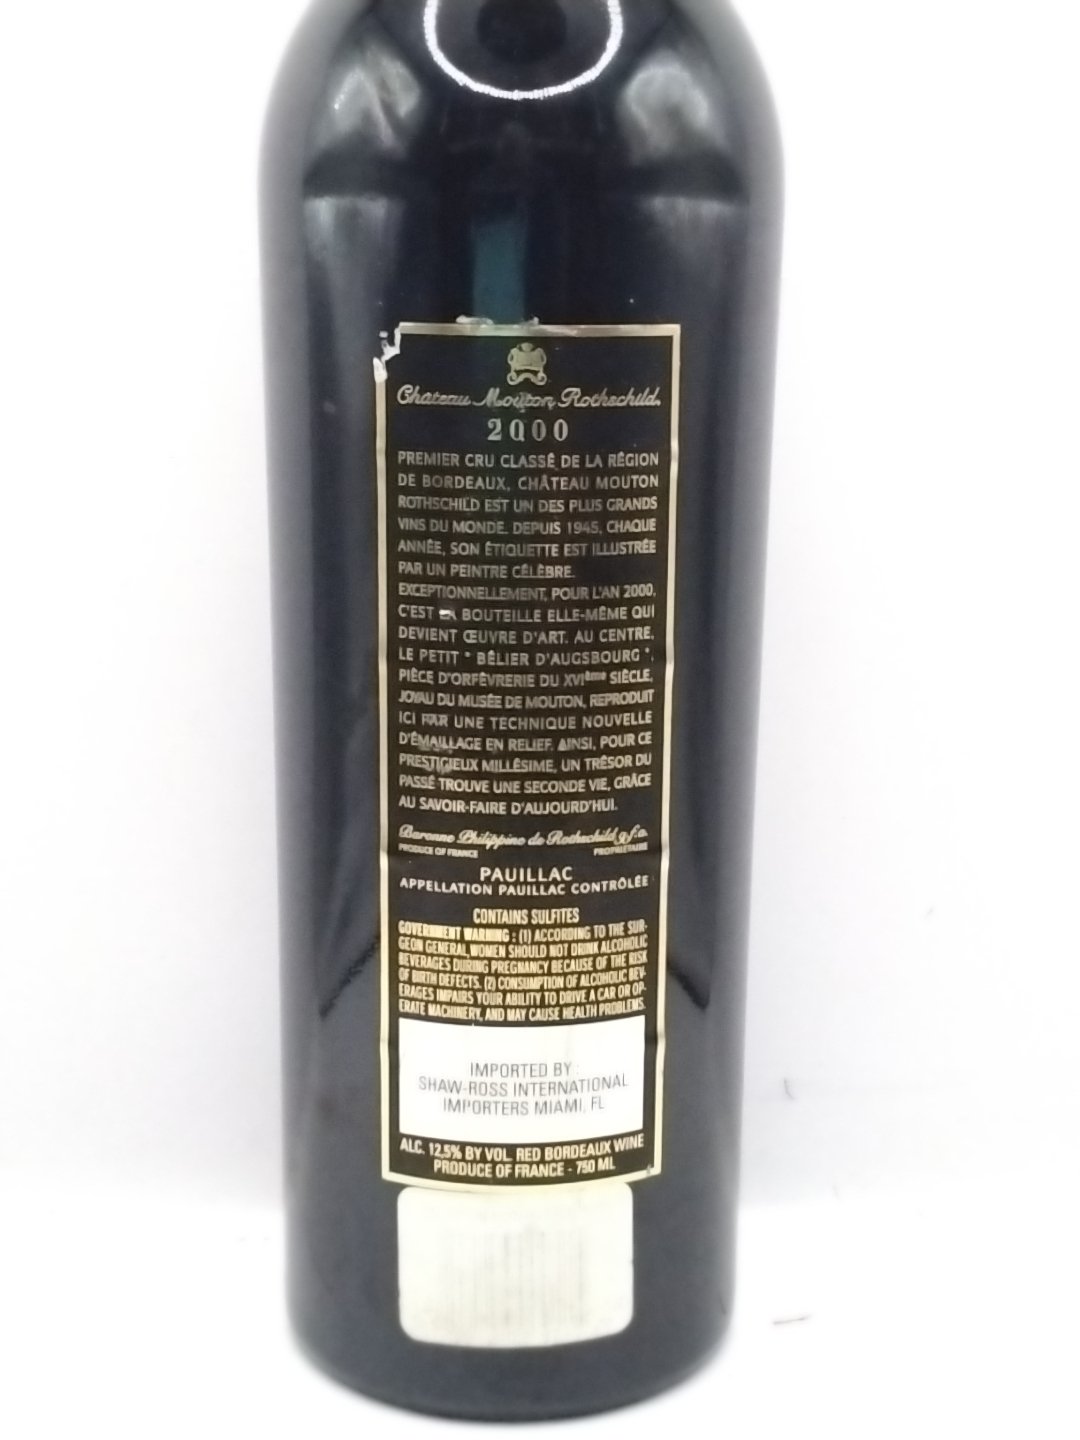 Chateau Mouton Rothschild
2000
PREMIER CRU CLASSÉ DE LA RÉGION
DE BORDEAUX, CHÂTEAU MOUTON
ROTHSCHILD EST UN DES PLUS GRANDS
VINS DU MONDE. DEPUIS 1945, CHAQUE
ANNÉE, SON ÉTIQUETTE EST ILLUSTRÉE
PAR UN PEINTRE CÉLÈBRE.
EXCEPTIONNELLEMENT, POUR L'AN 2000,
C'EST LA BOUTEILLE ELLE-MÊME QUI
DEVIENT ŒUVRE D'ART. AU CENTRE,
LE PETIT " BÉLIER D'AUGSBOURG ",
PIÈCE D'ORFÈVRERIE DU XVIème SIÈCLE,
JOYAU DU MUSÉE DE MOUTON, REPRODUIT
ICI PAR UNE TECHNIQUE NOUVELLE
D'ÉMAILLAGE EN RELIEF. AINSI, POUR CE
PRESTIGIEUX MILLÉSIME, UN TRÉSOR DU
PASSÉ TROUVE UNE SECONDE VIE, GRÂCE
AU SAVOIR-FAIRE D'AUJOURD'HUI.
Baronne Philippine de Rothschild g.f.a.
PRODUCE OF FRANCE PROPRIÉTAIRE
PAUILLAC
APPELLATION PAUILLAC CONTRÔLÉE
CONTAINS SULFITES
GOVERNMENT WARNING : (1) ACCORDING TO THE SUR-
GEON GENERAL, WOMEN SHOULD NOT DRINK ALCOHOLIC
BEVERAGES DURING PREGNANCY BECAUSE OF THE RISK
OF BIRTH DEFECTS. (2) CONSUMPTION OF ALCOHOLIC BEV-
ERAGES IMPAIRS YOUR ABILITY TO DRIVE A CAR OR OP-
ERATE MACHINERY, AND MAY CAUSE HEALTH PROBLEMS.
IMPORTED BY :
SHAW-ROSS INTERNATIONAL
IMPORTERS MIAMI, FL
ALC. 12,5% BY VOL. RED BORDEAUX WINE
PRODUCE OF FRANCE - 750 ML